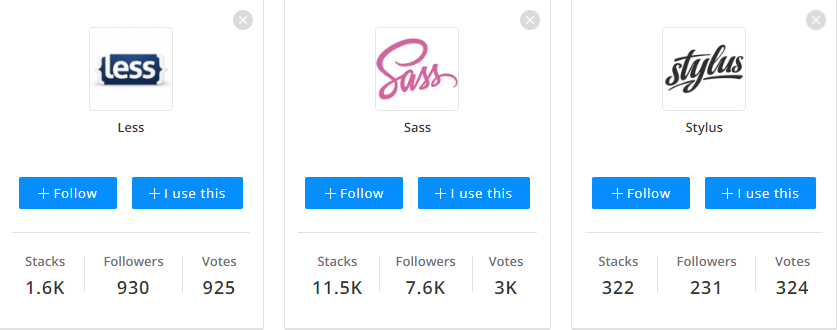 less
Less
+ Follow
+ I use this
Stacks Followers Votes
1.6K 930 925
Sass
Sass
+ Follow
+ I use this
Stacks Followers Votes
11.5K 7.6K 3K
stylus
Stylus
+ Follow
+ I use this
Stacks Followers Votes
322 231 324